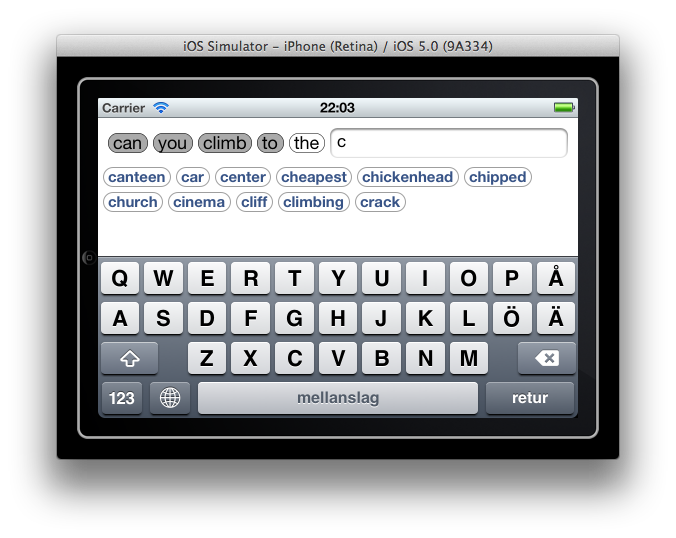 iOS Simulator - iPhone (Retina) / iOS 5.0 (9A334)
Carrier 22:03
can you climb to the c
canteen car center cheapest chickenhead chipped
church cinema cliff climbing crack
Q W E R T Y U I O P Å
A S D F G H J K L Ö Ä
Z X C V B N M
123 mellanslag retur